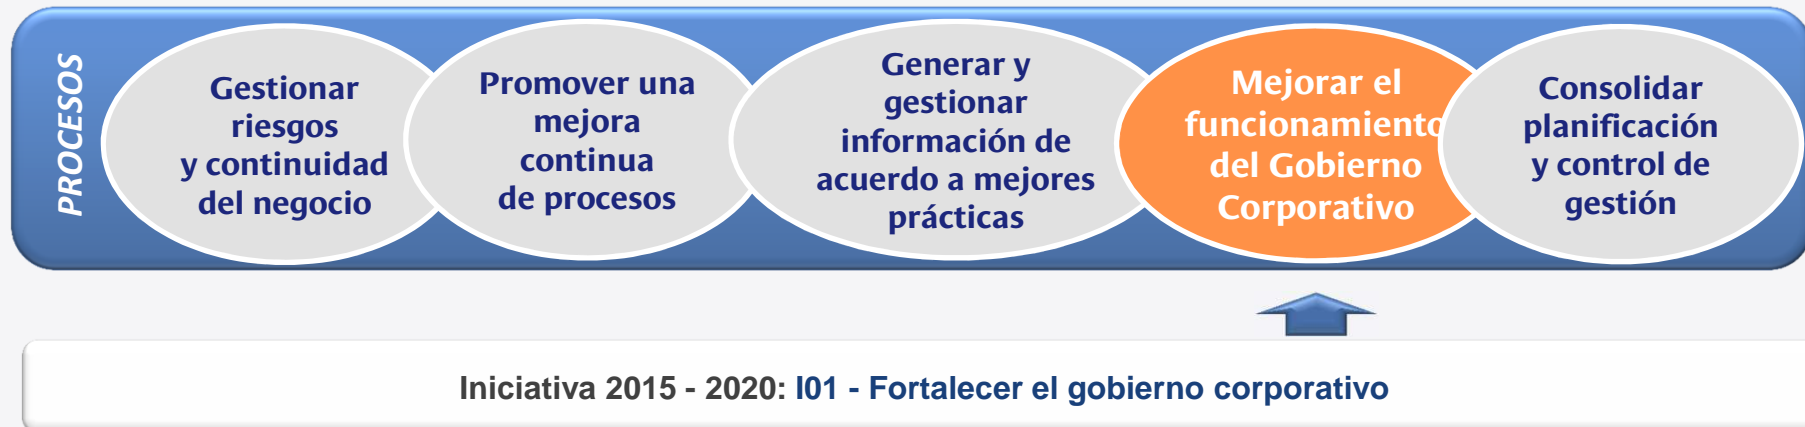 PROCESOS
Gestionar
riesgos
y continuidad
del negocio
Promover una
mejora
continua
de procesos
Generar y
gestionar
información de
acuerdo a mejores
prácticas
Mejorar el
funcionamiento
del Gobierno
Corporativo
Consolidar
planificación
y control de
gestión
Iniciativa 2015 - 2020: I01 - Fortalecer el gobierno corporativo